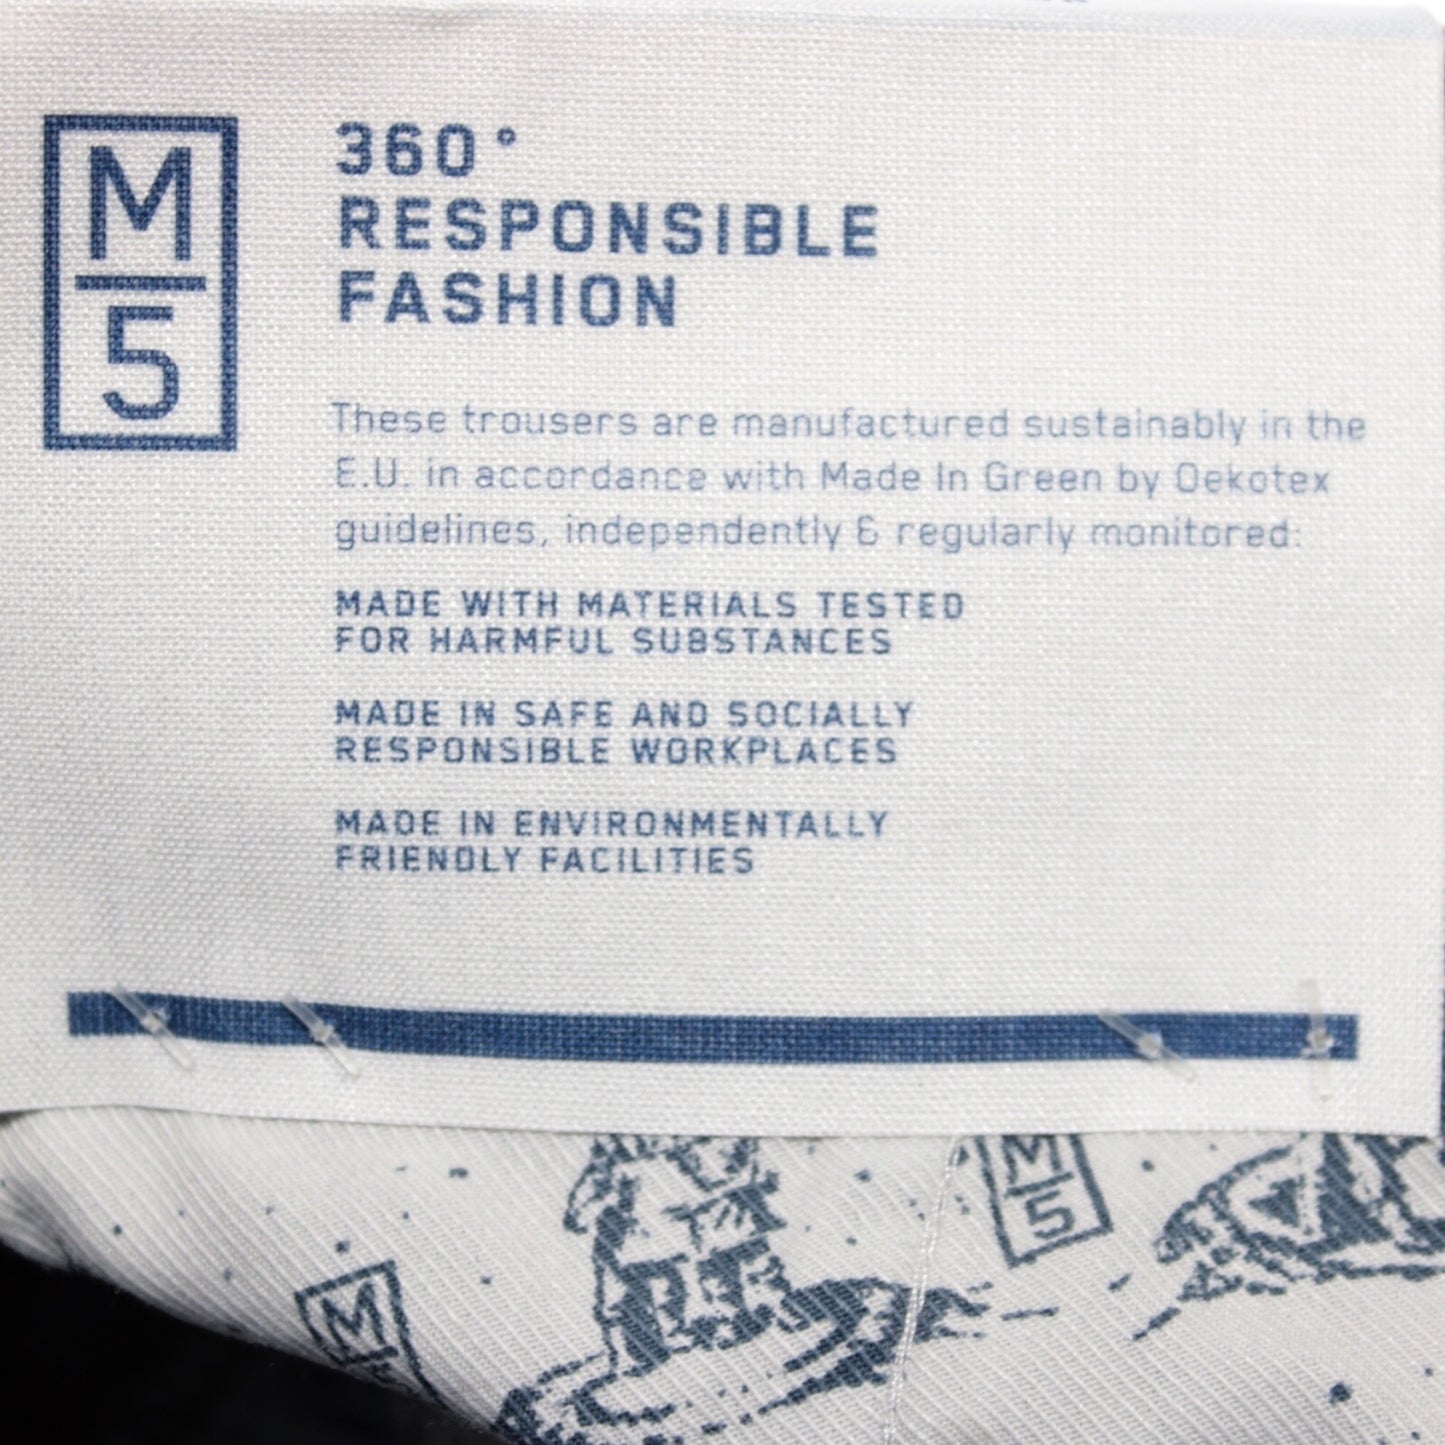 M
5
360°
RESPONSIBLE
FASHION
These trousers are manufactured sustainably in the
E.U. in accordance with Made In Green by Oekotex
guidelines, independently & regularly monitored:
MADE WITH MATERIALS TESTED
FOR HARMFUL SUBSTANCES
MADE IN SAFE AND SOCIALLY
RESPONSIBLE WORKPLACES
MADE IN ENVIRONMENTALLY
FRIENDLY FACILITIES
M
5
M
5